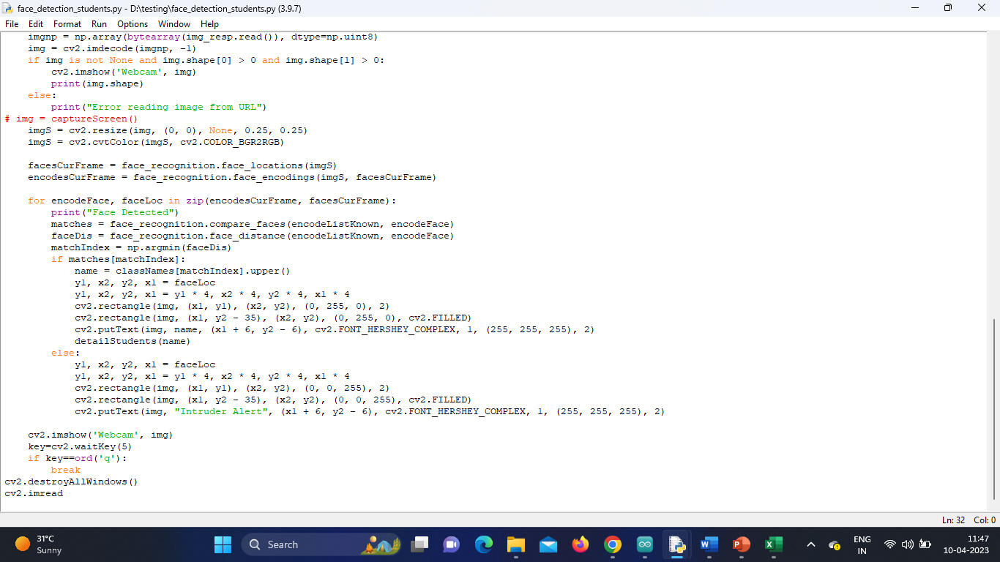 face_detection_students.py - D:\testing\face_detection_students.py (3.9.7)
File Edit Format Run Options Window Help
    imgnp = np.array(bytearray(img_resp.read()), dtype=np.uint8)
    img = cv2.imdecode(imgnp, -1)
    if img is not None and img.shape[0] > 0 and img.shape[1] > 0:
        cv2.imshow('Webcam', img)
        print(img.shape)
    else:
        print("Error reading image from URL")
# img = captureScreen()
    imgS = cv2.resize(img, (0, 0), None, 0.25, 0.25)
    imgS = cv2.cvtColor(imgS, cv2.COLOR_BGR2RGB)

    facesCurFrame = face_recognition.face_locations(imgS)
    encodesCurFrame = face_recognition.face_encodings(imgS, facesCurFrame)

    for encodeFace, faceLoc in zip(encodesCurFrame, facesCurFrame):
        print("Face Detected")
        matches = face_recognition.compare_faces(encodeListKnown, encodeFace)
        faceDis = face_recognition.face_distance(encodeListKnown, encodeFace)
        matchIndex = np.argmin(faceDis)
        if matches[matchIndex]:
            name = classNames[matchIndex].upper()
            y1, x2, y2, x1 = faceLoc
            y1, x2, y2, x1 = y1 * 4, x2 * 4, y2 * 4, x1 * 4
            cv2.rectangle(img, (x1, y1), (x2, y2), (0, 255, 0), 2)
            cv2.rectangle(img, (x1, y2 - 35), (x2, y2), (0, 255, 0), cv2.FILLED)
            cv2.putText(img, name, (x1 + 6, y2 - 6), cv2.FONT_HERSHEY_COMPLEX, 1, (255, 255, 255), 2)
            detailStudents(name)
        else:
            y1, x2, y2, x1 = faceLoc
            y1, x2, y2, x1 = y1 * 4, x2 * 4, y2 * 4, x1 * 4
            cv2.rectangle(img, (x1, y1), (x2, y2), (0, 0, 255), 2)
            cv2.rectangle(img, (x1, y2 - 35), (x2, y2), (0, 0, 255), cv2.FILLED)
            cv2.putText(img, "Intruder Alert", (x1 + 6, y2 - 6), cv2.FONT_HERSHEY_COMPLEX, 1, (255, 255, 255), 2)

    cv2.imshow('Webcam', img)
    key=cv2.waitKey(5)
    if key==ord('q'):
        break
cv2.destroyAllWindows()
cv2.imread
Ln: 32 Col: 0
31°C
Sunny
Search
ENG
IN
11:47
10-04-2023